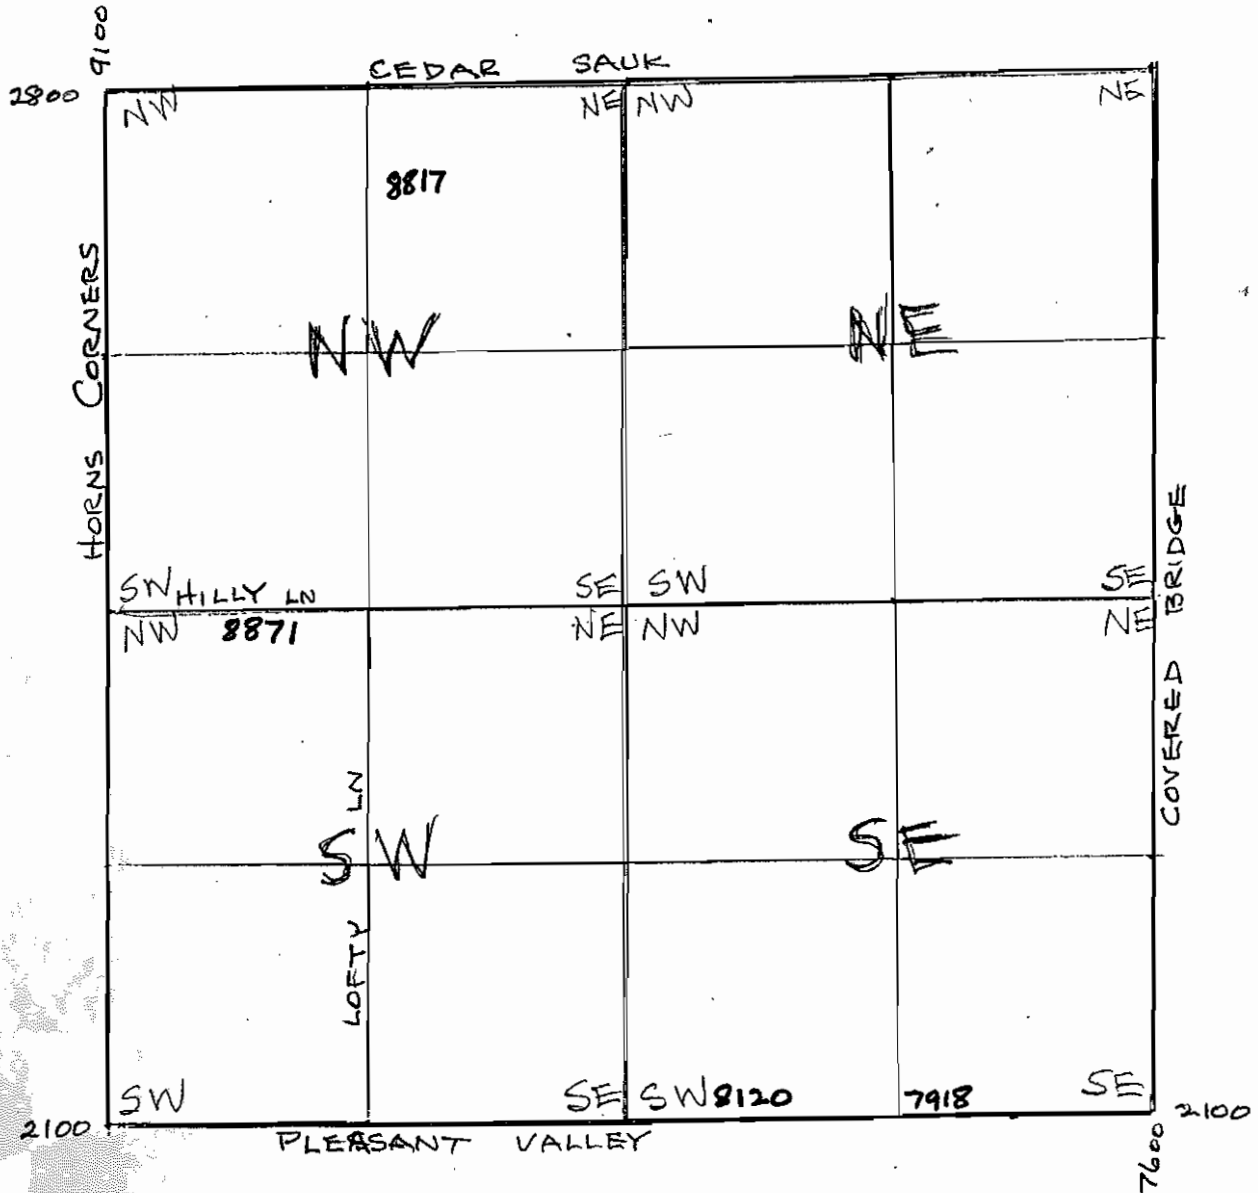 9100
CEDAR SAUK
2800
NW NE NW NE
8817
HORNS CORNERS
NW NE
SW HILLY LN SE SW SE
NW 8871 NE NW NE
COVERED BRIDGE
LOFTY LN
SW SE
SW SE SW 8120 7918 SE
2100 2100
PLEASANT VALLEY
7600